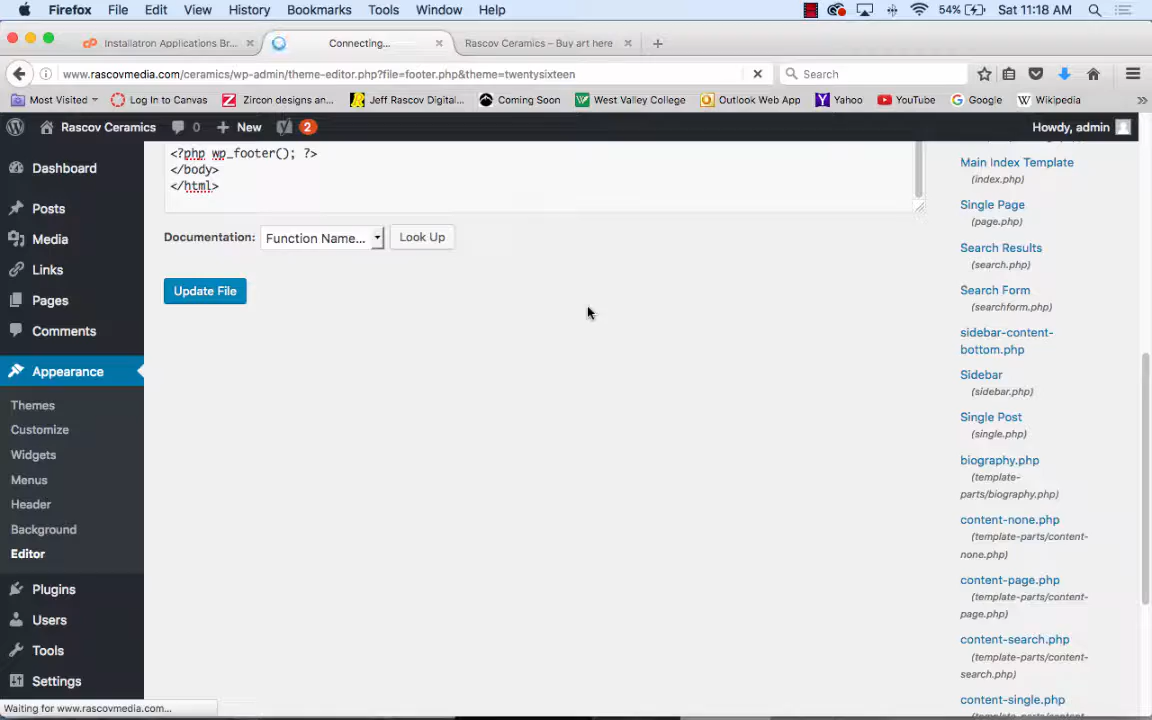 Firefox File Edit View History Bookmarks Tools Window Help 54% Sat 11:18 AM
Installatron Applications Br... Connecting... Rascov Ceramics – Buy art here
www.rascovmedia.com/ceramics/wp-admin/theme-editor.php?file=footer.php&theme=twentysixteen Search
Most Visited Log In to Canvas Zircon designs an... Jeff Rascov Digital... Coming Soon West Valley College Outlook Web App Yahoo YouTube Google Wikipedia
Rascov Ceramics 0 New 2 Howdy, admin
<?php wp_footer(); ?>
</body>
</html>
Documentation: Function Name... Look Up
Update File
Dashboard
Posts
Media
Links
Pages
Comments
Appearance
Themes
Customize
Widgets
Menus
Header
Background
Editor
Plugins
Users
Tools
Settings
Main Index Template
(index.php)
Single Page
(page.php)
Search Results
(search.php)
Search Form
(searchform.php)
sidebar-content-
bottom.php
Sidebar
(sidebar.php)
Single Post
(single.php)
biography.php
(template-
parts/biography.php)
content-none.php
(template-parts/content-
none.php)
content-page.php
(template-parts/content-
page.php)
content-search.php
(template-parts/content-
search.php)
content-single.php
(template-parts/content-
Waiting for www.rascovmedia.com...